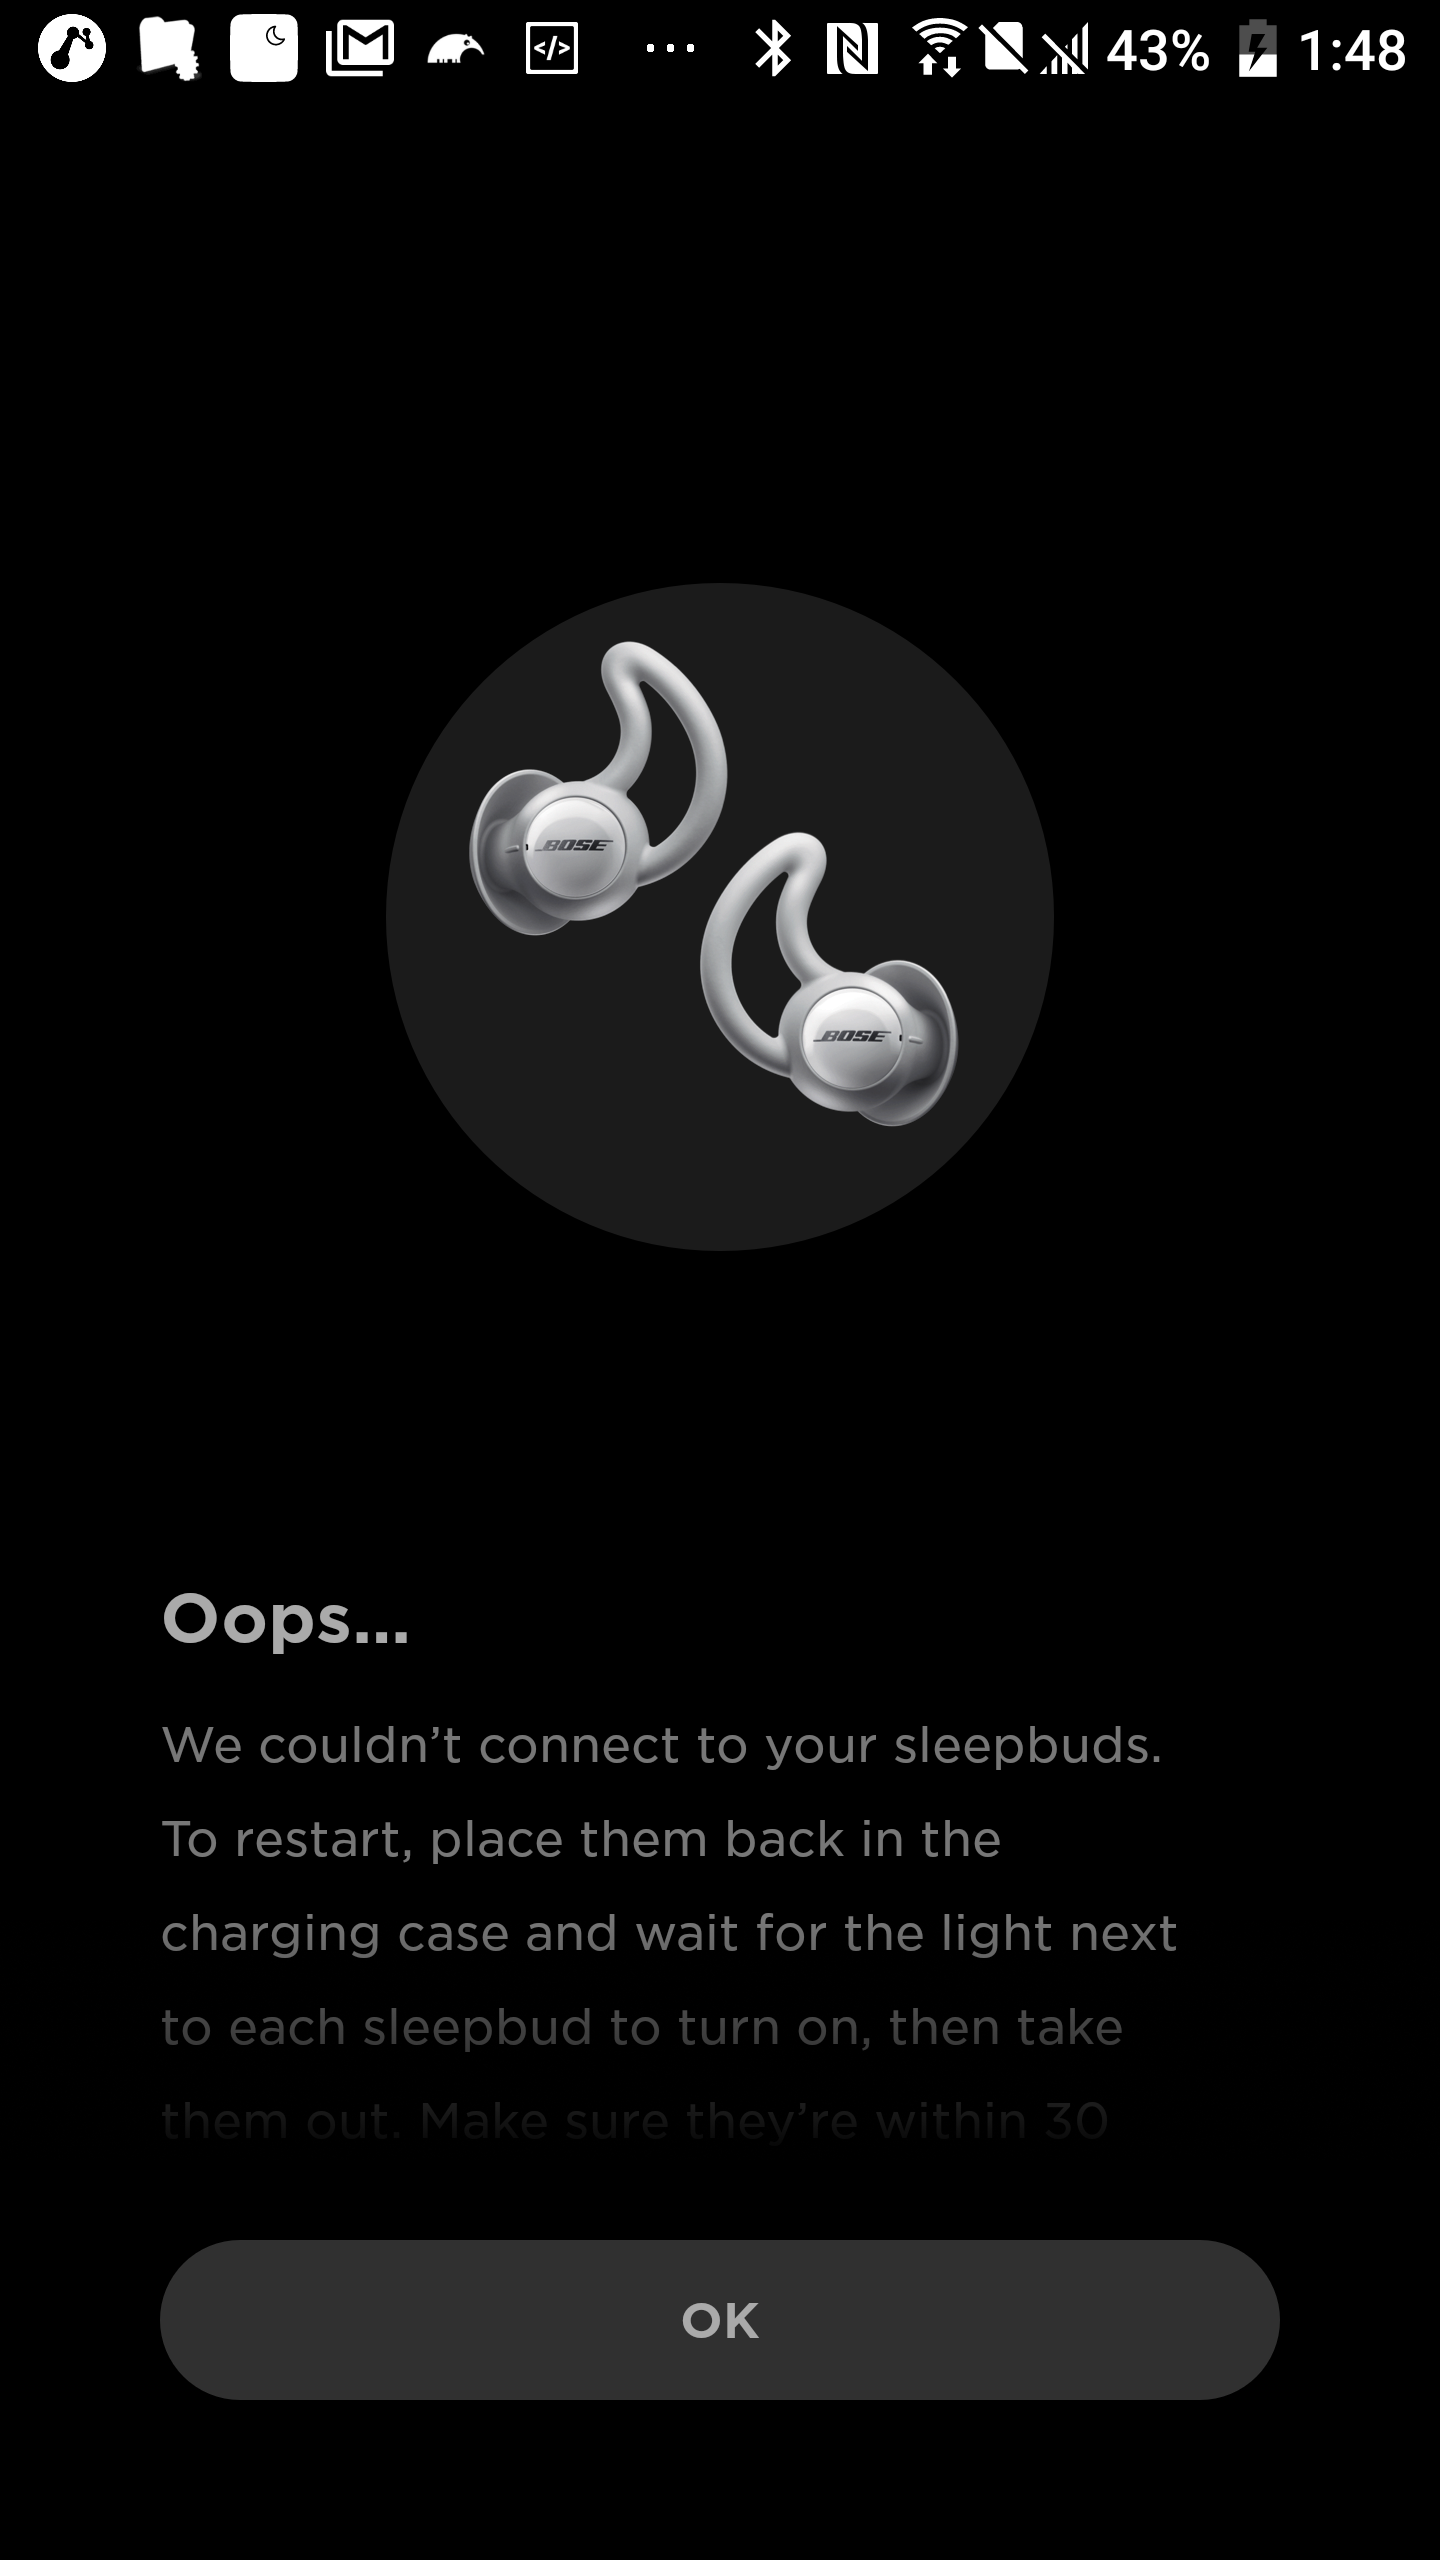 43% 1:48
BOSE
BOSE
Oops...
We couldn’t connect to your sleepbuds.
To restart, place them back in the
charging case and wait for the light next
to each sleepbud to turn on, then take
them out. Make sure they’re within 30
OK